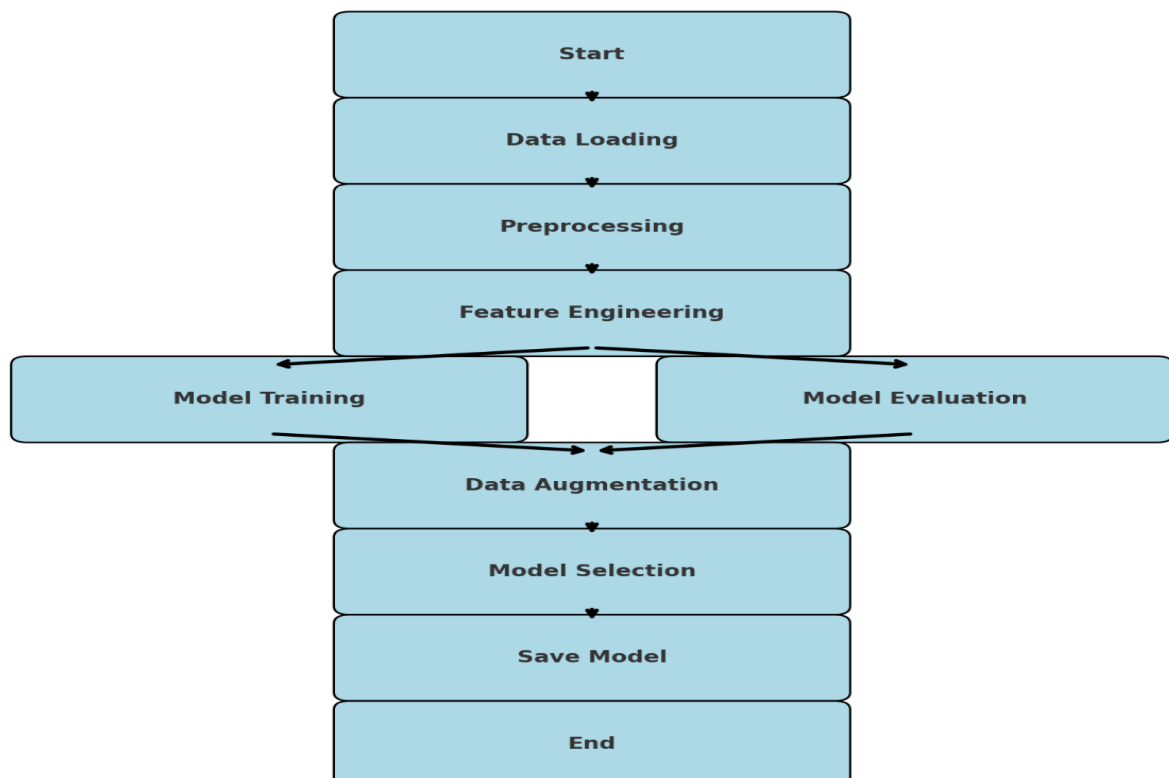 Start
Data Loading
Preprocessing
Feature Engineering
Model Training
Model Evaluation
Data Augmentation
Model Selection
Save Model
End